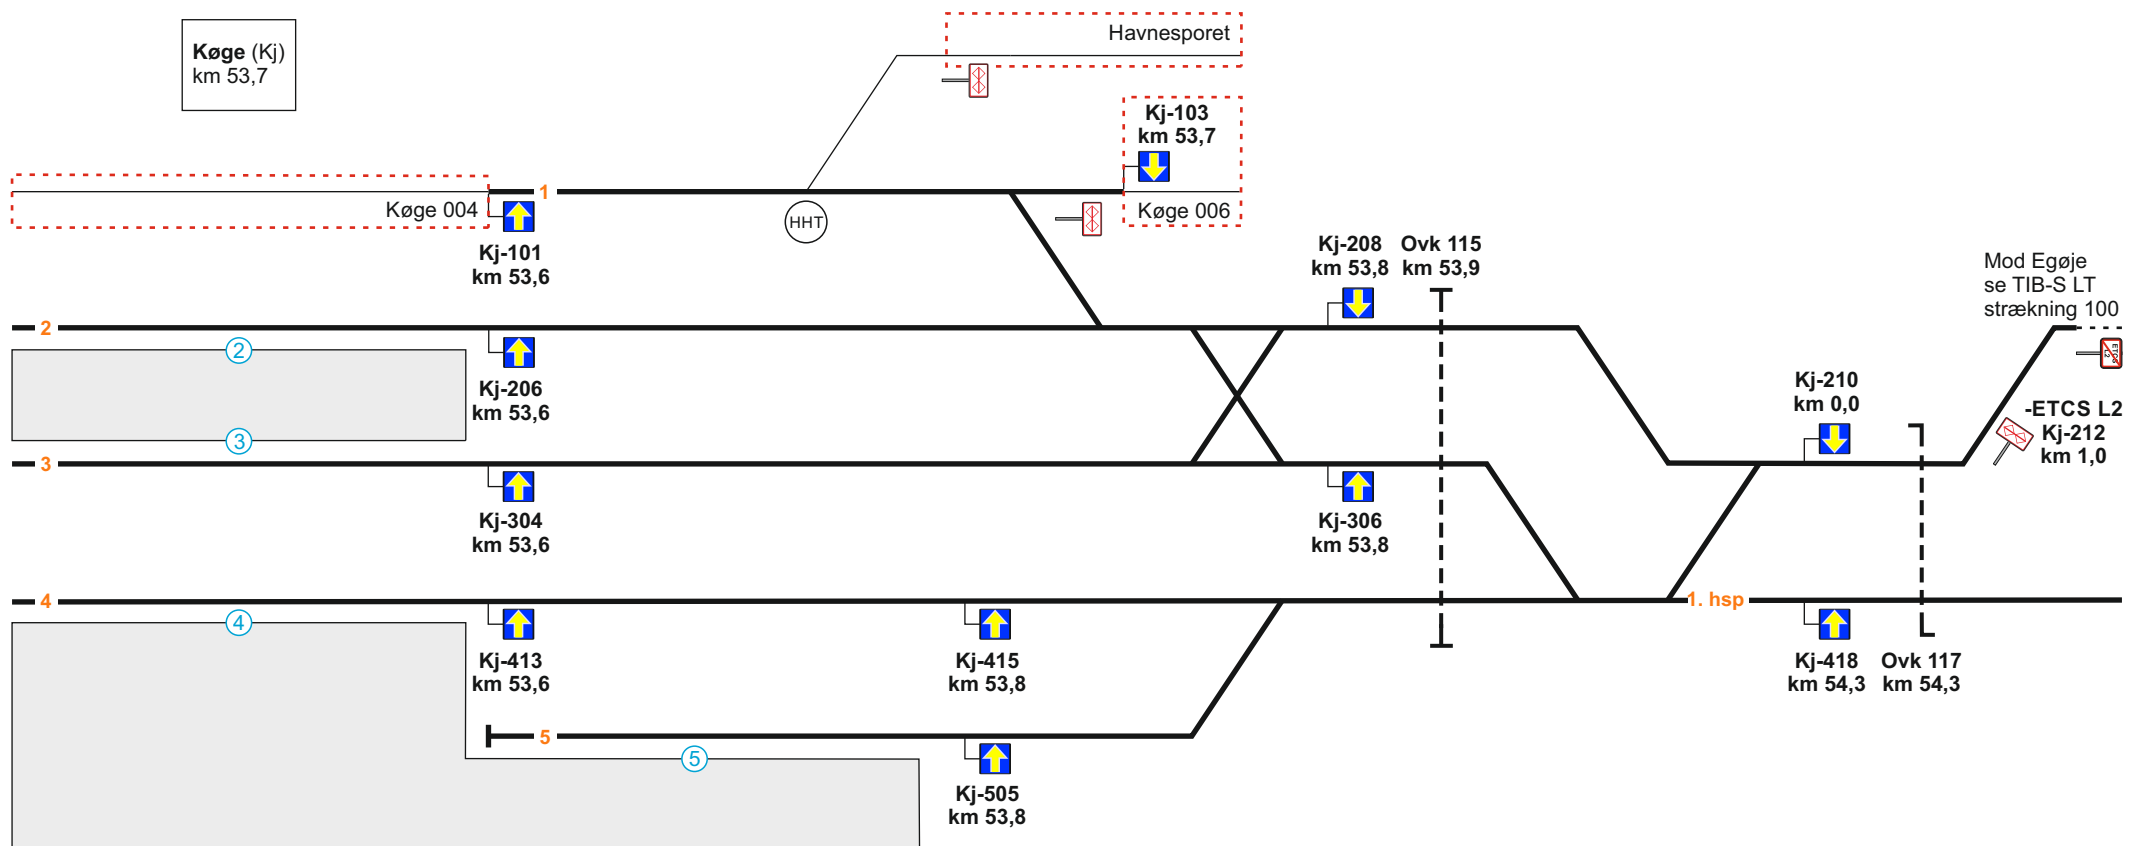 Køge (Kj)
km 53,7
Havnesporet
Kj-103
km 53,7
1
Køge 004
Køge 006
HHT
Kj-101
km 53,6
Kj-208
km 53,8
Ovk 115
km 53,9
Mod Egøje
se TIB-S LT
strækning 100
2
2
ETCS
L2
Kj-206
km 53,6
Kj-210
km 0,0
-ETCS L2
Kj-212
km 1,0
3
3
Kj-304
km 53,6
Kj-306
km 53,8
4
1. hsp
4
Kj-413
km 53,6
Kj-415
km 53,8
Kj-418
km 54,3
Ovk 117
km 54,3
5
5
Kj-505
km 53,8